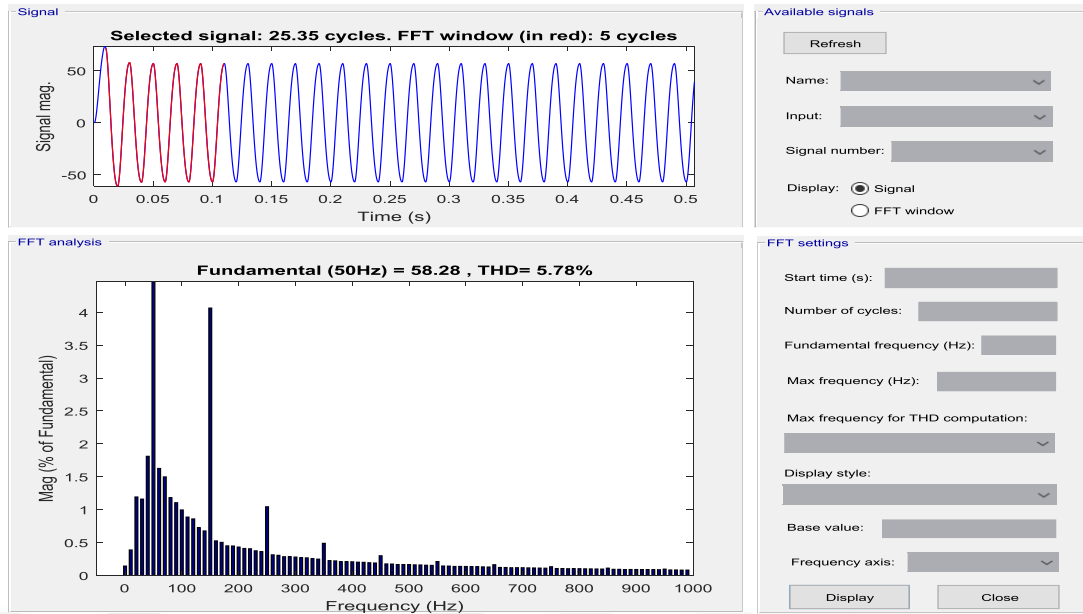 Signal
Selected signal: 25.35 cycles. FFT window (in red): 5 cycles
Signal mag.
50
0
-50
0 0.05 0.1 0.15 0.2 0.25 0.3 0.35 0.4 0.45 0.5
Time (s)
Available signals
Refresh
Name:
Input:
Signal number:
Display:
Signal
FFT window
FFT analysis
Fundamental (50Hz) = 58.28 , THD= 5.78%
Mag (% of Fundamental)
4
3.5
3
2.5
2
1.5
1
0.5
0
0 100 200 300 400 500 600 700 800 900 1000
Frequency (Hz)
FFT settings
Start time (s):
Number of cycles:
Fundamental frequency (Hz):
Max frequency (Hz):
Max frequency for THD computation:
Display style:
Base value:
Frequency axis:
Display
Close